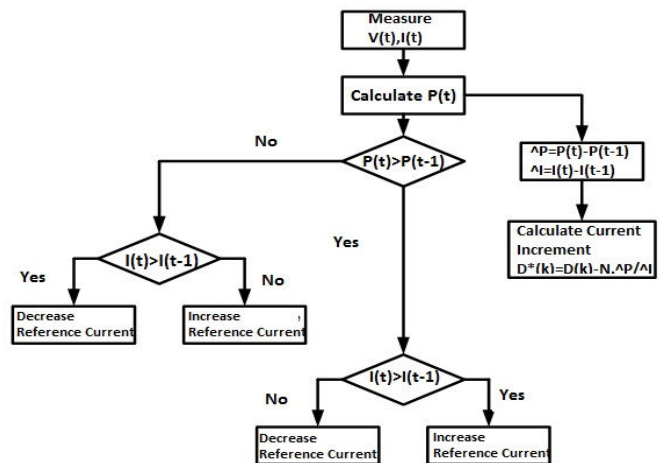 Measure
V(t),I(t)
Calculate P(t)
No
P(t)>P(t-1)
^P=P(t)-P(t-1)
^I=I(t)-I(t-1)
Calculate Current
Increment
D*(k)=D(k)-N.^P/^I
Yes
I(t)>I(t-1)
Yes
No
Decrease
Reference Current
Increase ,
Reference Current
I(t)>I(t-1)
No
Yes
Decrease
Reference Current
Increase
Reference Current